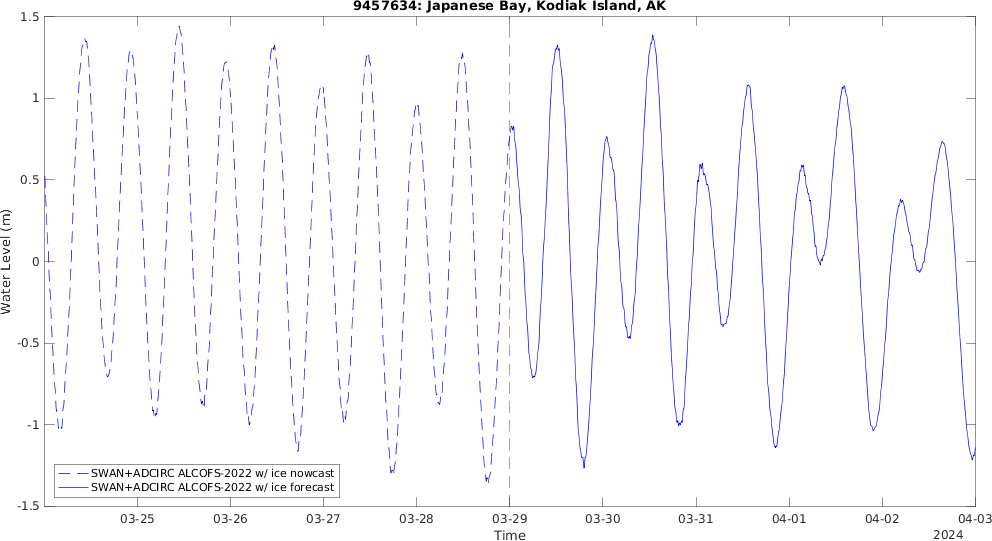 9457634: Japanese Bay, Kodiak Island, AK
1.5
1
0.5
0
-0.5
-1
-1.5
Water Level (m)
SWAN+ADCIRC ALCOFS-2022 w/ ice nowcast
SWAN+ADCIRC ALCOFS-2022 w/ ice forecast
03-25 03-26 03-27 03-28 03-29 03-30 03-31 04-01 04-02 04-03
Time
2024